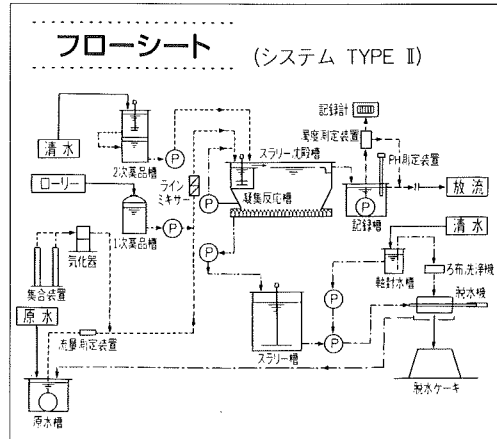 フローシート
(システム TYPE Ⅱ)
記録計
濁度測定装置
清水
2次薬品槽
P
スラリー沈殿槽
PH測定装置
ローリー
ライン
ミキサー
凝集反応槽
P
放流
記録槽
P
1次薬品槽
P
清水
気化器
P
軸封水槽
ろ布洗浄機
集合装置
脱水機
原水
P
流量測定装置
スラリー槽
P
原水槽
脱水ケーキ